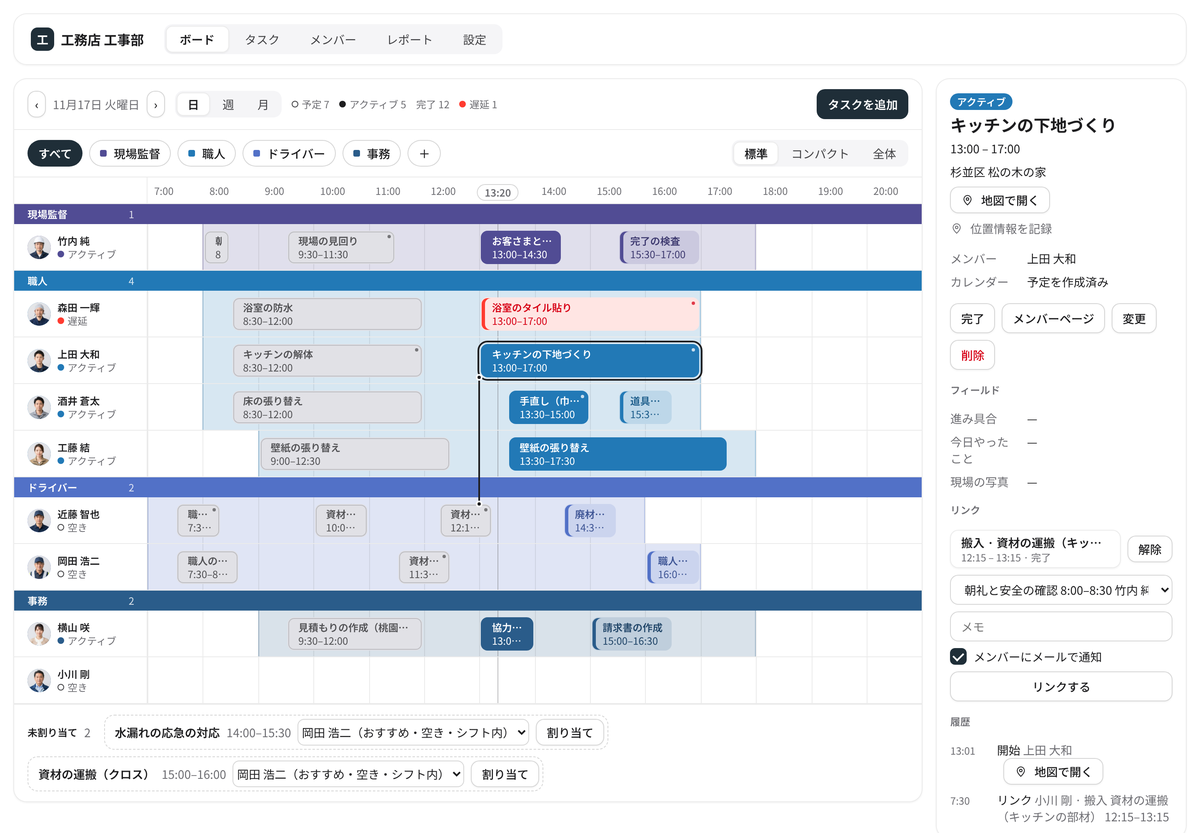 工 工務店 工事部 ボード タスク メンバー レポート 設定
‹ 11月17日 火曜日 › 日 週 月 予定 7 アクティブ 5 完了 12 遅延 1 タスクを追加
すべて 現場監督 職人 ドライバー 事務 + 標準 コンパクト 全体
7:00 8:00 9:00 10:00 11:00 12:00 13:20 14:00 15:00 16:00 17:00 18:00 19:00 20:00
現場監督 1
竹内 純
アクティブ
8
現場の見回り
9:30–11:30
お客さまと…
13:00–14:30
完了の検査
15:30–17:00
職人 4
森田 一輝
遅延
浴室の防水
8:30–12:00
浴室のタイル貼り
13:00–17:00
上田 大和
アクティブ
キッチンの解体
8:30–12:00
キッチンの下地づくり
13:00–17:00
酒井 蒼太
アクティブ
床の張り替え
8:30–12:00
手直し（巾…
13:30–15:00
道具…
15:3…
工藤 結
アクティブ
壁紙の張り替え
9:00–12:30
壁紙の張り替え
13:30–17:30
ドライバー 2
近藤 智也
空き
職…
7:3…
資材…
10:0…
資材…
12:1…
廃材…
14:3…
岡田 浩二
空き
職人の…
7:30–8…
資材…
11:3…
職人…
16:0…
事務 2
横山 咲
アクティブ
見積もりの作成（桃園…
9:30–12:00
協力…
13:0…
請求書の作成
15:00–16:30
小川 剛
空き
未割り当て 2 水漏れの応急の対応 14:00–15:30 岡田 浩二（おすすめ・空き・シフト内） 割り当て
資材の運搬（クロス） 15:00–16:00 岡田 浩二（おすすめ・空き・シフト内） 割り当て
アクティブ
キッチンの下地づくり
13:00 – 17:00
杉並区 松の木の家
地図で開く
位置情報を記録
メンバー 上田 大和
カレンダー 予定を作成済み
完了 メンバーページ 変更
削除
フィールド
進み具合 —
今日やった —
こと
現場の写真 —
リンク
搬入 · 資材の運搬（キッ…
12:15 – 13:15 · 完了
解除
朝礼と安全の確認 8:00–8:30 竹内
メモ
メンバーにメールで通知
リンクする
履歴
13:01 開始 上田 大和
地図で開く
7:30 リンク 小川 剛 · 搬入 資材の運搬
（キッチンの部材） 12:15–13:15